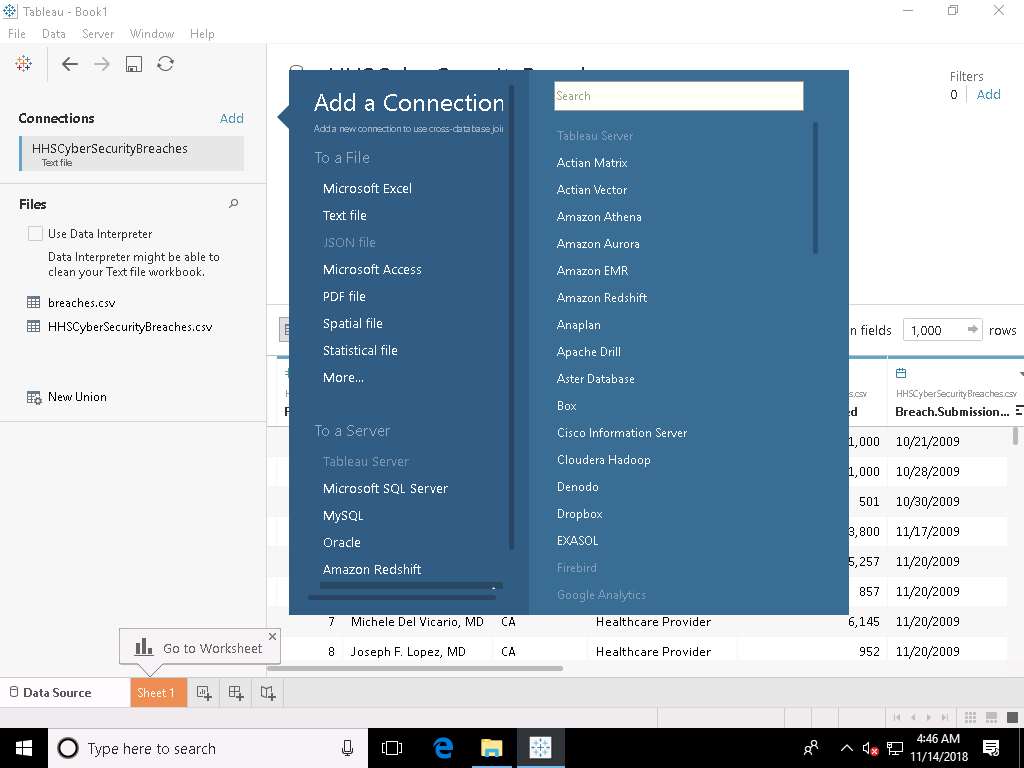 Tableau - Book1
File Data Server Window Help
Connections Add
HHSCyberSecurityBreaches
Text file
Files
Use Data Interpreter
Data Interpreter might be able to
clean your Text file workbook.
breaches.csv
HHSCyberSecurityBreaches.csv
New Union
Add a Connection
Add a new connection to use cross-database joi
To a File
Microsoft Excel
Text file
JSON file
Microsoft Access
PDF file
Spatial file
Statistical file
More...
To a Server
Tableau Server
Microsoft SQL Server
MySQL
Oracle
Amazon Redshift
Search
Tableau Server
Actian Matrix
Actian Vector
Amazon Athena
Amazon Aurora
Amazon EMR
Amazon Redshift
Anaplan
Apache Drill
Aster Database
Box
Cisco Information Server
Cloudera Hadoop
Denodo
Dropbox
EXASOL
Firebird
Google Analytics
Filters
0 Add
n fields 1,000 rows
HHSCyberSecurityBreaches.csv
Breach.Submission...
1,000 10/21/2009
1,000 10/28/2009
501 10/30/2009
3,800 11/17/2009
5,257 11/20/2009
857 11/20/2009
7 Michele Del Vicario, MD CA Healthcare Provider 6,145 11/20/2009
8 Joseph F. Lopez, MD CA Healthcare Provider 952 11/20/2009
Go to Worksheet
Data Source Sheet 1
Type here to search
4:46 AM
11/14/2018